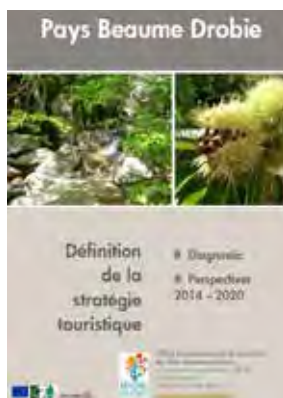 Pays Beaume Drobie
Définition
de la
stratégie
touristique
Diagnostic
Perspectives
2014 - 2020